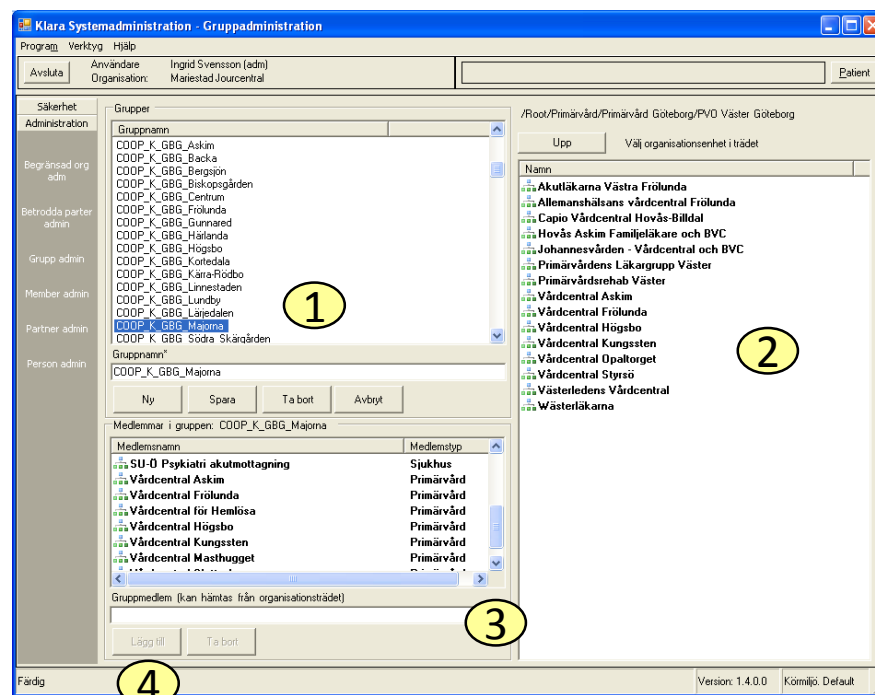 Klara Systemadministration - Gruppadministration
Program Verktyg Hjälp
Avsluta
Användare Ingrid Svensson (adm)
Organisation: Mariestad Jourcentral
Patient
Säkerhet
Administration
Begränsad org
adm
Betrodda parter
admin
Grupp admin
Member admin
Partner admin
Person admin
Grupper
Gruppnamn
COOP_K_GBG_Askim
COOP_K_GBG_Backa
COOP_K_GBG_Bergsjön
COOP_K_GBG_Biskopsgården
COOP_K_GBG_Centrum
COOP_K_GBG_Frölunda
COOP_K_GBG_Gunnared
COOP_K_GBG_Härlanda
COOP_K_GBG_Högsbo
COOP_K_GBG_Kortedala
COOP_K_GBG_Kärra-Rödbo
COOP_K_GBG_Linnestaden
COOP_K_GBG_Lundby
COOP_K_GBG_Lärjedalen
COOP_K_GBG_Majorna
COOP_K_GBG_Södra_Skärgården
1
Gruppnamn*
COOP_K_GBG_Majorna
Ny Spara Ta bort Avbryt
Medlemmar i gruppen: COOP_K_GBG_Majorna
Medlemsnamn Medlemstyp
SU-Ö Psykiatri akutmottagning Sjukhus
Vårdcentral Askim Primärvård
Vårdcentral Frölunda Primärvård
Vårdcentral för Hemlösa Primärvård
Vårdcentral Högsbo Primärvård
Vårdcentral Kungssten Primärvård
Vårdcentral Masthugget Primärvård
Gruppmedlem (kan hämtas från organisationsträdet)
3
Lägg till Ta bort
4
/Root/Primärvård/Primärvård Göteborg/PVO Väster Göteborg
Upp Välj organisationsenhet i trädet
Namn
Akutläkarna Västra Frölunda
Allemanshälsans vårdcentral Frölunda
Capio Vårdcentral Hovås-Billdal
Hovås Askim Familjeläkare och BVC
Johannesvården - Vårdcentral och BVC
Primärvårdens Läkargrupp Väster
Primärvårdsrehab Väster
Vårdcentral Askim
Vårdcentral Frölunda
Vårdcentral Högsbo
Vårdcentral Kungssten
Vårdcentral Opaltorget
Vårdcentral Styrsö
Västerledens Vårdcentral
Wästerläkarna
2
Färdig
Version: 1.4.0.0 Körmiljö. Default